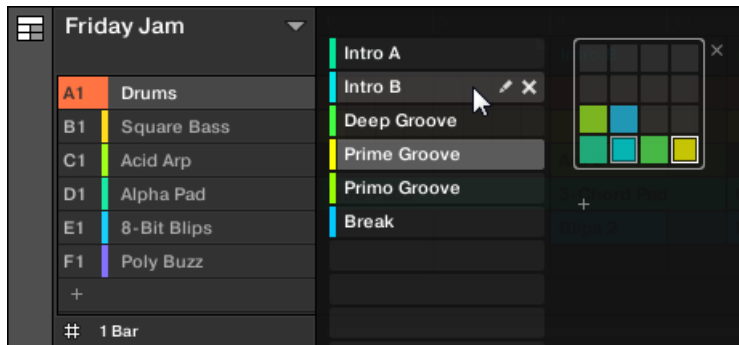 Friday Jam
A1 Drums
B1 Square Bass
C1 Acid Arp
D1 Alpha Pad
E1 8-Bit Blips
F1 Poly Buzz
+
# 1 Bar
Intro A
Intro B
Deep Groove
Prime Groove
Primo Groove
Break
+